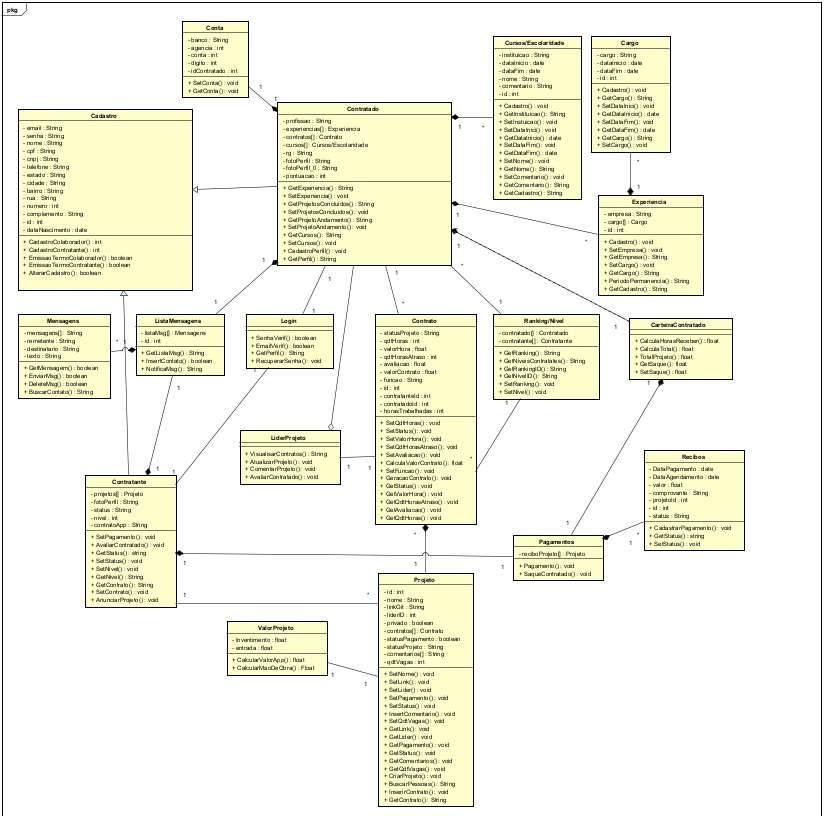 pkg
Conta
- banco : String
- agencia : int
- conta : int
- digito : int
- idContratado : int
+ SetConta() : void
+ GetConta() : void
1
1
Cursos/Escolaridade
- instituicao : String
- dataInicio : date
- dataFim : date
- nome : String
- comentario : String
- id : int
+ Cadastro() : void
+ GetInstituicao() : String
+ SetInstuicao() : void
+ SetDataInic() : void
+ GetDataInicio() : date
+ SetDataFim() : void
+ GetDataFim() : date
+ SetNome() : void
+ GetNome() : String
+ SetComentario() : void
+ GetComentario() : String
+ GetCadastro() : String
1
*
Cargo
- cargo : String
- dataInicio : date
- dataFim : date
- id : int
+ Cadastro() : void
+ GetCargo() : String
+ SetDataInic() : void
+ GetDataInicio() : date
+ SetDataFim() : void
+ GetDataFim() : date
+ GetCargo() : String
+ SetCargo() : void
*
1
Cadastro
- email : String
- senha : String
- nome : String
- cpf : String
- cnpj : String
- telefone : String
- estado : String
- cidade : String
- bairro : String
- rua : String
- numero : int
- complemento : String
- id : int
- dataNascimento : date
+ CadastroColaborador() : int
+ CadastroContratante() : int
+ EmissaoTermoColaborador() : boolean
+ EmissaoTermoContratante() : boolean
+ AlterarCadastro() : boolean
Contratado
- profissao : String
- experiencias[] : Experiencia
- contratos[] : Contrato
- cursos[] : Cursos/Escolaridade
- rg : String
- fotoPerfil : String
- fotoPerfil_0 : String
- pontuacao : int
+ GetExperiencia() : String
+ SetExperiencia() : void
+ GetProjetosConcluidos() : void
+ SetProjetosConcluidos() : void
+ GetProjetoAndamento() : void
+ SetProjetoAndamento() : void
+ GetCursos() : String
+ SetCursos() : void
+ CadastroPerfil() : void
+ GetPerfil() : String
1
*
1
1
1
1
*
1
1
Experiencia
- empresa : String
- cargo[] : Cargo
- id : int
+ Cadastro() : void
+ SetEmpresa() : void
+ GetEmpresa() : String
+ SetCargo() : void
+ GetCargo() : String
+ PeriodoPermanencia() : String
+ GetCadastro() : String
Mensagens
- mensagens[] : String
- remetente : String
- destinatario : String
- texto : String
+ GetMensagem() : boolean
+ EnviarMsg() : boolean
+ DeleteMsg() : boolean
+ BuscarContato() : String
*
1
ListaMensagens
- listaMsg[] : Mensagens
- id : int
+ GetListaMsg() : String
+ InsertContato() : boolean
+ NotificaMsg() : String
1
1
Login
+ SenhaVerif() : boolean
+ EmailVerif() : boolean
+ GetPerfil() : String
+ RecuperarSenha() : void
1
1
Contrato
- statusProjeto : String
- qdtHoras : int
- valorHora : float
- qdtHorasAtraso : int
- avaliacao : float
- valorContrato : float
- funcao : String
- id : int
- contratanteId : int
- contratadoId : int
- horasTrabalhadas : int
+ SetQdtHoras() : void
+ SetStatus() : void
+ SetValorHora() : void
+ SetQdtHorasAtraso() : void
+ SetAvaliacao() : void
+ CalculaValorContrato() : float
+ SetFuncao() : void
+ GeracaoContrato() : void
+ GetStatus() : void
+ GetValorHora() : void
+ GetQdtHorasAtraso() : void
+ GetAvaliacao() : void
+ GetQdtHoras() : void
*
*
1
Ranking/Nivel
- contratado[] : Contratado
- contratante[] : Contratante
+ GetRanking() : String
+ GetNiveisContratates() : String
+ GetRankingID() : String
+ GetNivelID() : String
+ SetRanking() : void
+ SetNivel() : void
1
CarteiraContratado
+ CalculaHorasReceber() : float
+ CalculaTotal() : float
+ TotalProjeto() : float
+ GetSaque() : float
+ SetSaque() : float
1
1
LiderProjeto
+ VisualisarContratos() : String
+ AtualizarProjeto() : void
+ ComentarProjeto() : void
+ AvaliarContratado() : void
1
1
Contratante
- projetos[] : Projeto
- fotoPerfil : String
- status : String
- nivel : int
- contratoApp : String
+ SetPagamento() : void
+ AvaliarContratado() : void
+ GetStatus() : string
+ SetStatus() : void
+ SetNivel() : void
+ GetNivel() : String
+ GetContrato() : String
+ SetContrato() : void
+ AnunciarProjeto() : void
1
1
1
*
Recibos
- DataPagamento : date
- DataAgendamento : date
- valor : float
- comprovante : String
- projetoId : int
- id : int
- status : String
+ CadastrarPagamento() : void
+ GetStatus() : string
+ SetStatus() : void
*
1
Pagamentos
- reciboProjeto[] : Projeto
+ Pagamento() : void
+ SaqueContratado() : void
ValorProjeto
- Inventimento : float
- entrada : float
+ CalcularValorApp() : float
+ CalcularMaoDeObra() : Float
1
1
1
Projeto
- id : int
- nome : String
- linkGit : String
- liderID : int
- privado : boolean
- contratos[] : Contrato
- statusPagamento : boolean
- statusProjeto : String
- comentarios[] : String
- qdtVagas : int
+ SetNome() : void
+ SetLink() : void
+ SetLider() : void
+ SetPagamento() : void
+ SetStatus() : void
+ InsertComentario() : void
+ SetQdtVagas() : void
+ GetLink() : void
+ GetLider() : void
+ GetPagamento() : void
+ GetStatus() : void
+ GetComentarios() : void
+ GetQdtVagas() : void
+ CriarProjeto() : void
+ BuscarPessoas() : String
+ InserirContrato() : void
+ GetContrato() : String